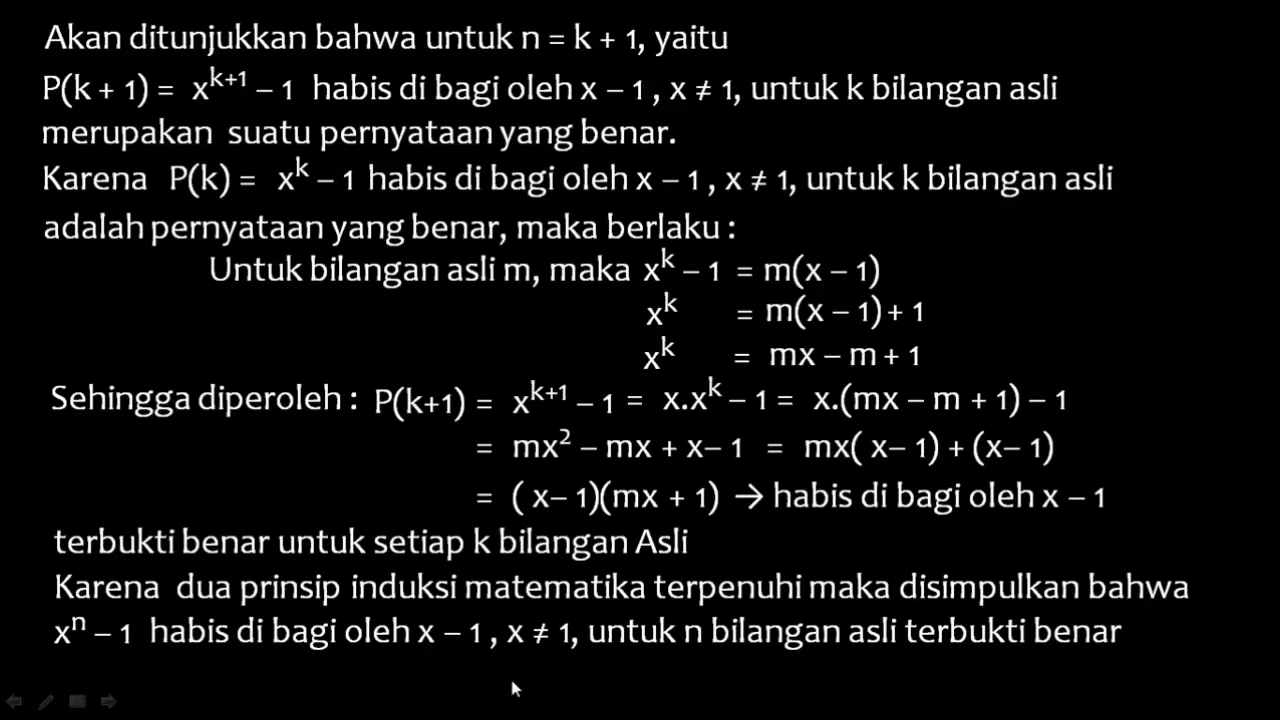 Akan ditunjukkan bahwa untuk n = k + 1, yaitu
P(k + 1) = x^{k+1} – 1 habis di bagi oleh x – 1 , x ≠ 1, untuk k bilangan asli
merupakan suatu pernyataan yang benar.
Karena P(k) = x^k – 1 habis di bagi oleh x – 1 , x ≠ 1, untuk k bilangan asli
adalah pernyataan yang benar, maka berlaku :
Untuk bilangan asli m, maka x^k – 1 = m(x – 1)
x^k = m(x – 1) + 1
x^k = mx – m + 1
Sehingga diperoleh : P(k+1) = x^{k+1} – 1 = x.x^k – 1 = x.(mx – m + 1) – 1
= mx² – mx + x– 1 = mx( x– 1) + (x– 1)
= ( x– 1)(mx + 1) → habis di bagi oleh x – 1
terbukti benar untuk setiap k bilangan Asli
Karena dua prinsip induksi matematika terpenuhi maka disimpulkan bahwa
x^n – 1 habis di bagi oleh x – 1 , x ≠ 1, untuk n bilangan asli terbukti benar